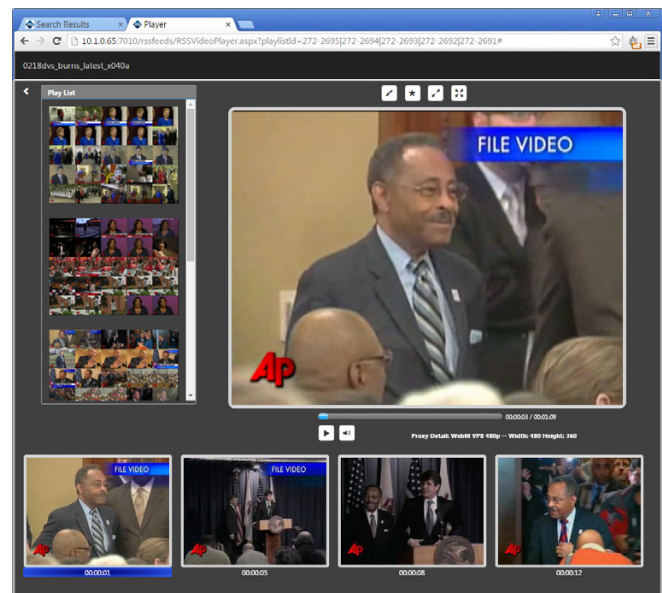 Search Results
Player
10.1.0.65:7010/rssfeeds/RSSVideoPlayer.aspx?playlistId=272-2695|272-2694|272-2693|272-2692|272-2691#
0218dvs_burris_latest_x040a
Play List
FILE VIDEO
AP
00:00:03 / 00:01:09
Proxy Detail: WebM VP8 480p -- Width: 480 Height: 360
FILE VIDEO
FILE VIDEO
AP
AP
AP
AP
00:00:01
00:00:05
00:00:08
00:00:12